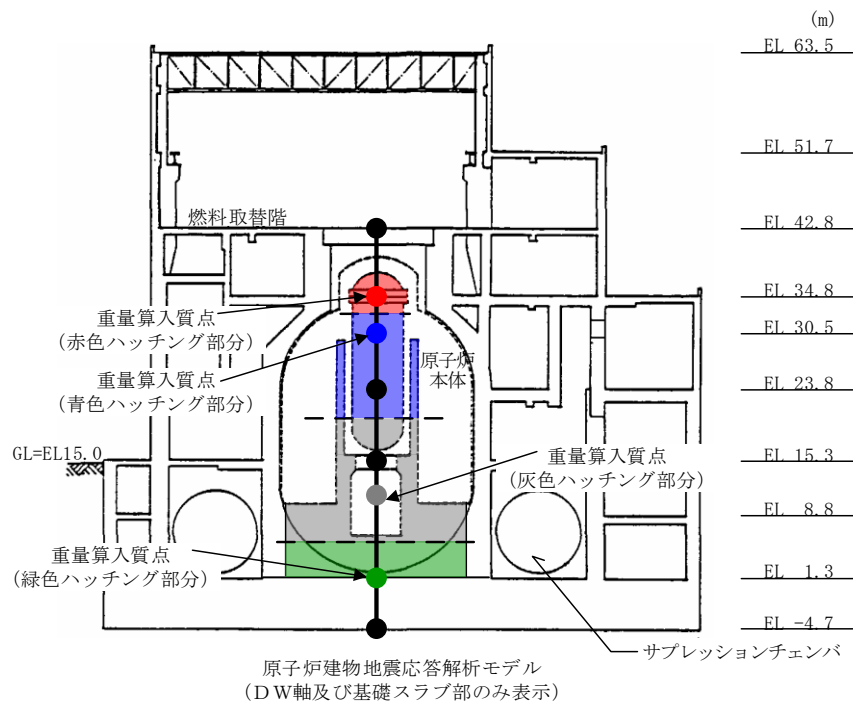 (m)
EL 63.5
EL 51.7
燃料取替階
EL 42.8
EL 34.8
重量算入質点
(赤色ハッチング部分)
EL 30.5
原子炉
本体
重量算入質点
(青色ハッチング部分)
EL 23.8
GL=EL15.0
重量算入質点
(灰色ハッチング部分)
EL 15.3
EL 8.8
重量算入質点
(緑色ハッチング部分)
EL 1.3
EL -4.7
サプレッションチェンバ
原子炉建物地震応答解析モデル
(DW軸及び基礎スラブ部のみ表示)